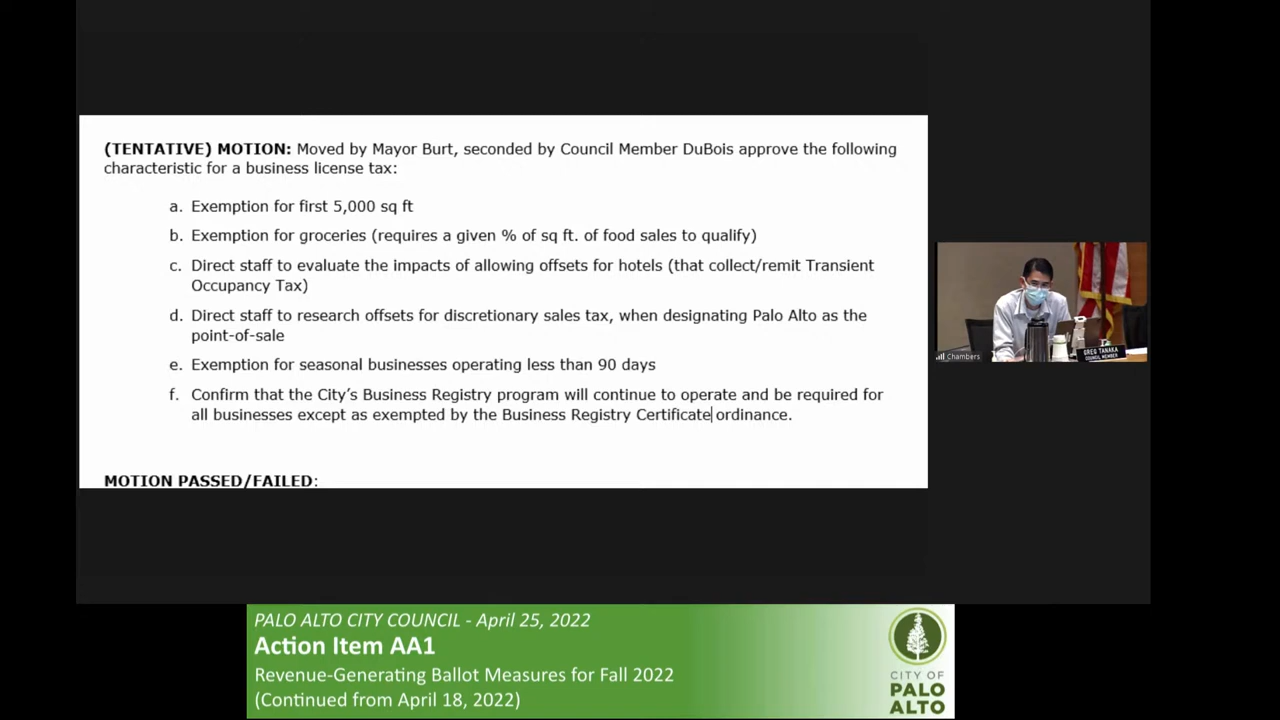 (TENTATIVE) MOTION: Moved by Mayor Burt, seconded by Council Member DuBois approve the following
characteristic for a business license tax:
a. Exemption for first 5,000 sq ft
b. Exemption for groceries (requires a given % of sq ft. of food sales to qualify)
c. Direct staff to evaluate the impacts of allowing offsets for hotels (that collect/remit Transient
Occupancy Tax)
d. Direct staff to research offsets for discretionary sales tax, when designating Palo Alto as the
point-of-sale
e. Exemption for seasonal businesses operating less than 90 days
f. Confirm that the City's Business Registry program will continue to operate and be required for
all businesses except as exempted by the Business Registry Certificate ordinance.
MOTION PASSED/FAILED:
Chambers
GREG TANAKA
COUNCIL MEMBER
PALO ALTO CITY COUNCIL - April 25, 2022
Action Item AA1
Revenue-Generating Ballot Measures for Fall 2022
(Continued from April 18, 2022)
CITY OF
PALO
ALTO